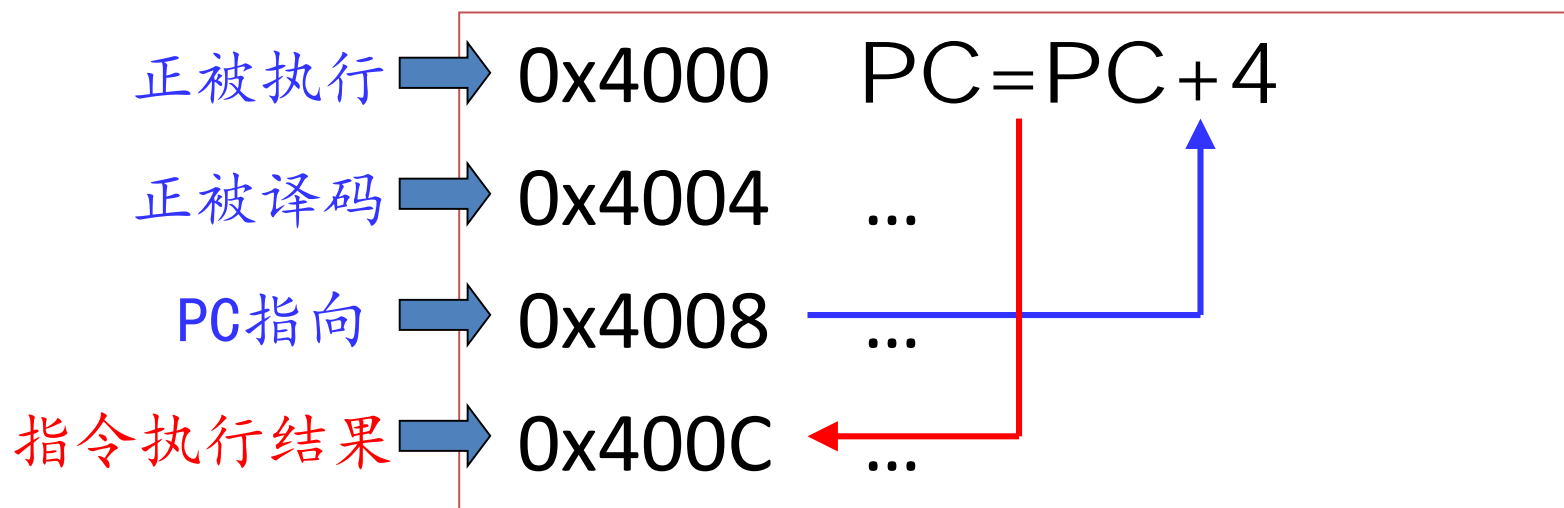 正被执行 0x4000 PC=PC+4
正被译码 0x4004 …
PC指向 0x4008 …
指令执行结果 0x400C …